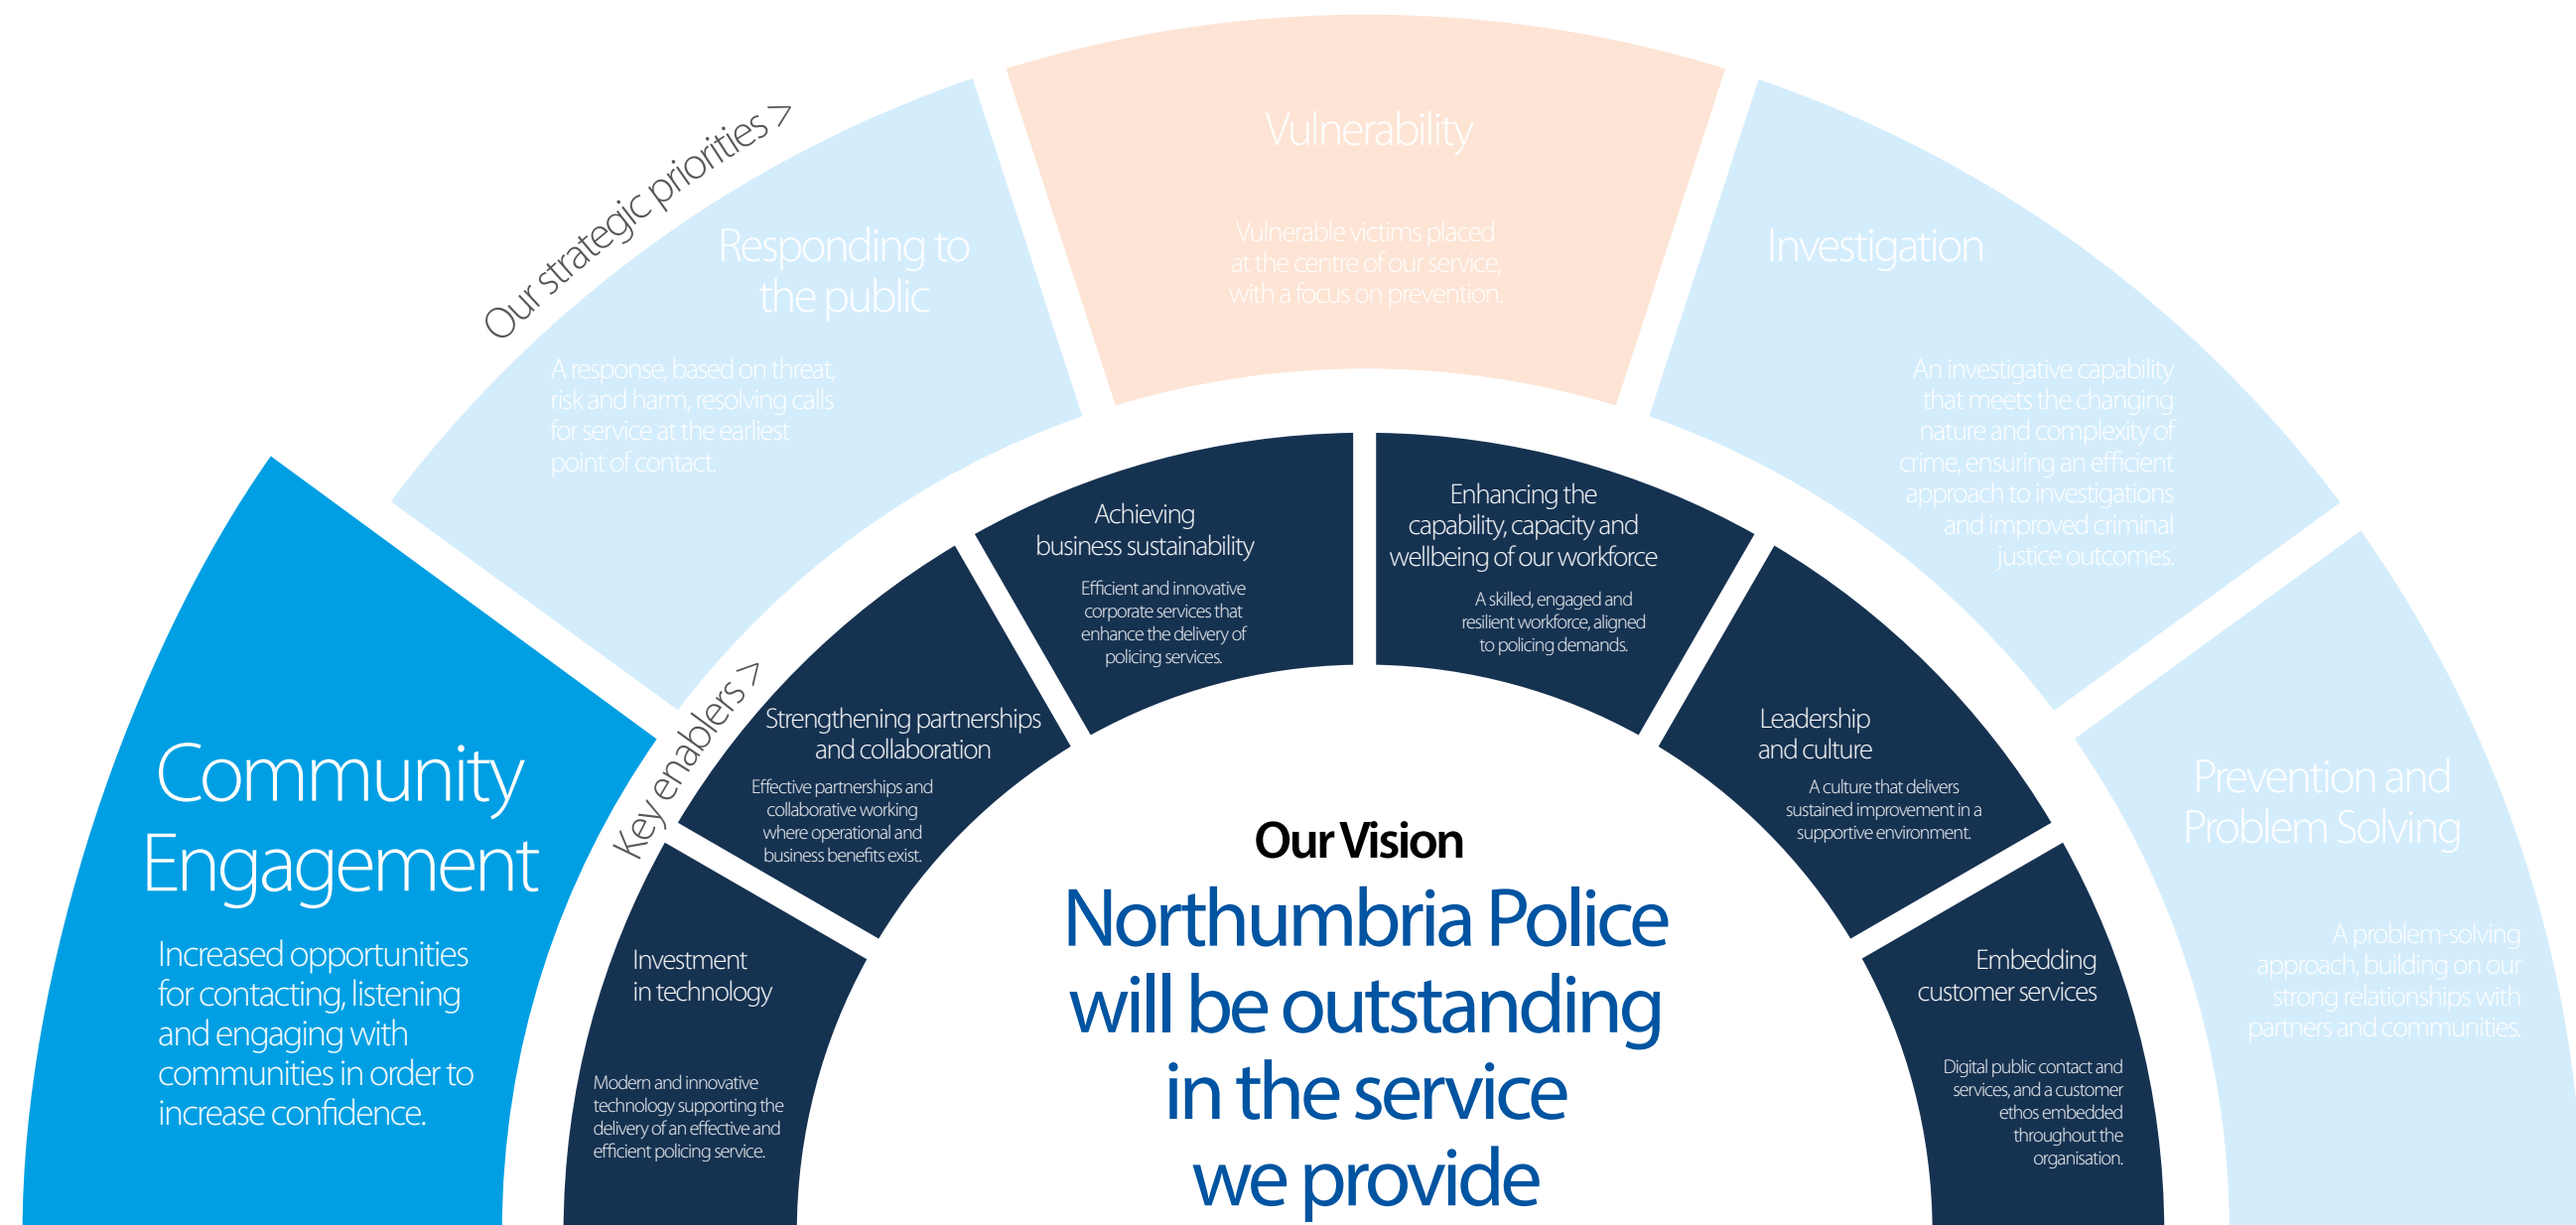 Our strategic priorities >
Community
Engagement
Increased opportunities
for contacting, listening
and engaging with
communities in order to
increase confidence.
Responding to
the public
A response, based on threat,
risk and harm, resolving calls
for service at the earliest
point of contact.
Vulnerability
Vulnerable victims placed
at the centre of our service,
with a focus on prevention.
Investigation
An investigative capability
that meets the changing
nature and complexity of
crime, ensuring an efficient
approach to investigations
and improved criminal
justice outcomes.
Prevention and
Problem Solving
A problem-solving
approach, building on our
strong relationships with
partners and communities.
Key enablers >
Investment
in technology
Modern and innovative
technology supporting the
delivery of an effective and
efficient policing service.
Strengthening partnerships
and collaboration
Effective partnerships and
collaborative working
where operational and
business benefits exist.
Achieving
business sustainability
Efficient and innovative
corporate services that
enhance the delivery of
policing services.
Enhancing the
capability, capacity and
wellbeing of our workforce
A skilled, engaged and
resilient workforce, aligned
to policing demands.
Leadership
and culture
A culture that delivers
sustained improvement in a
supportive environment.
Embedding
customer services
Digital public contact and
services, and a customer
ethos embedded
throughout the
organisation.
Our Vision
Northumbria Police
will be outstanding
in the service
we provide